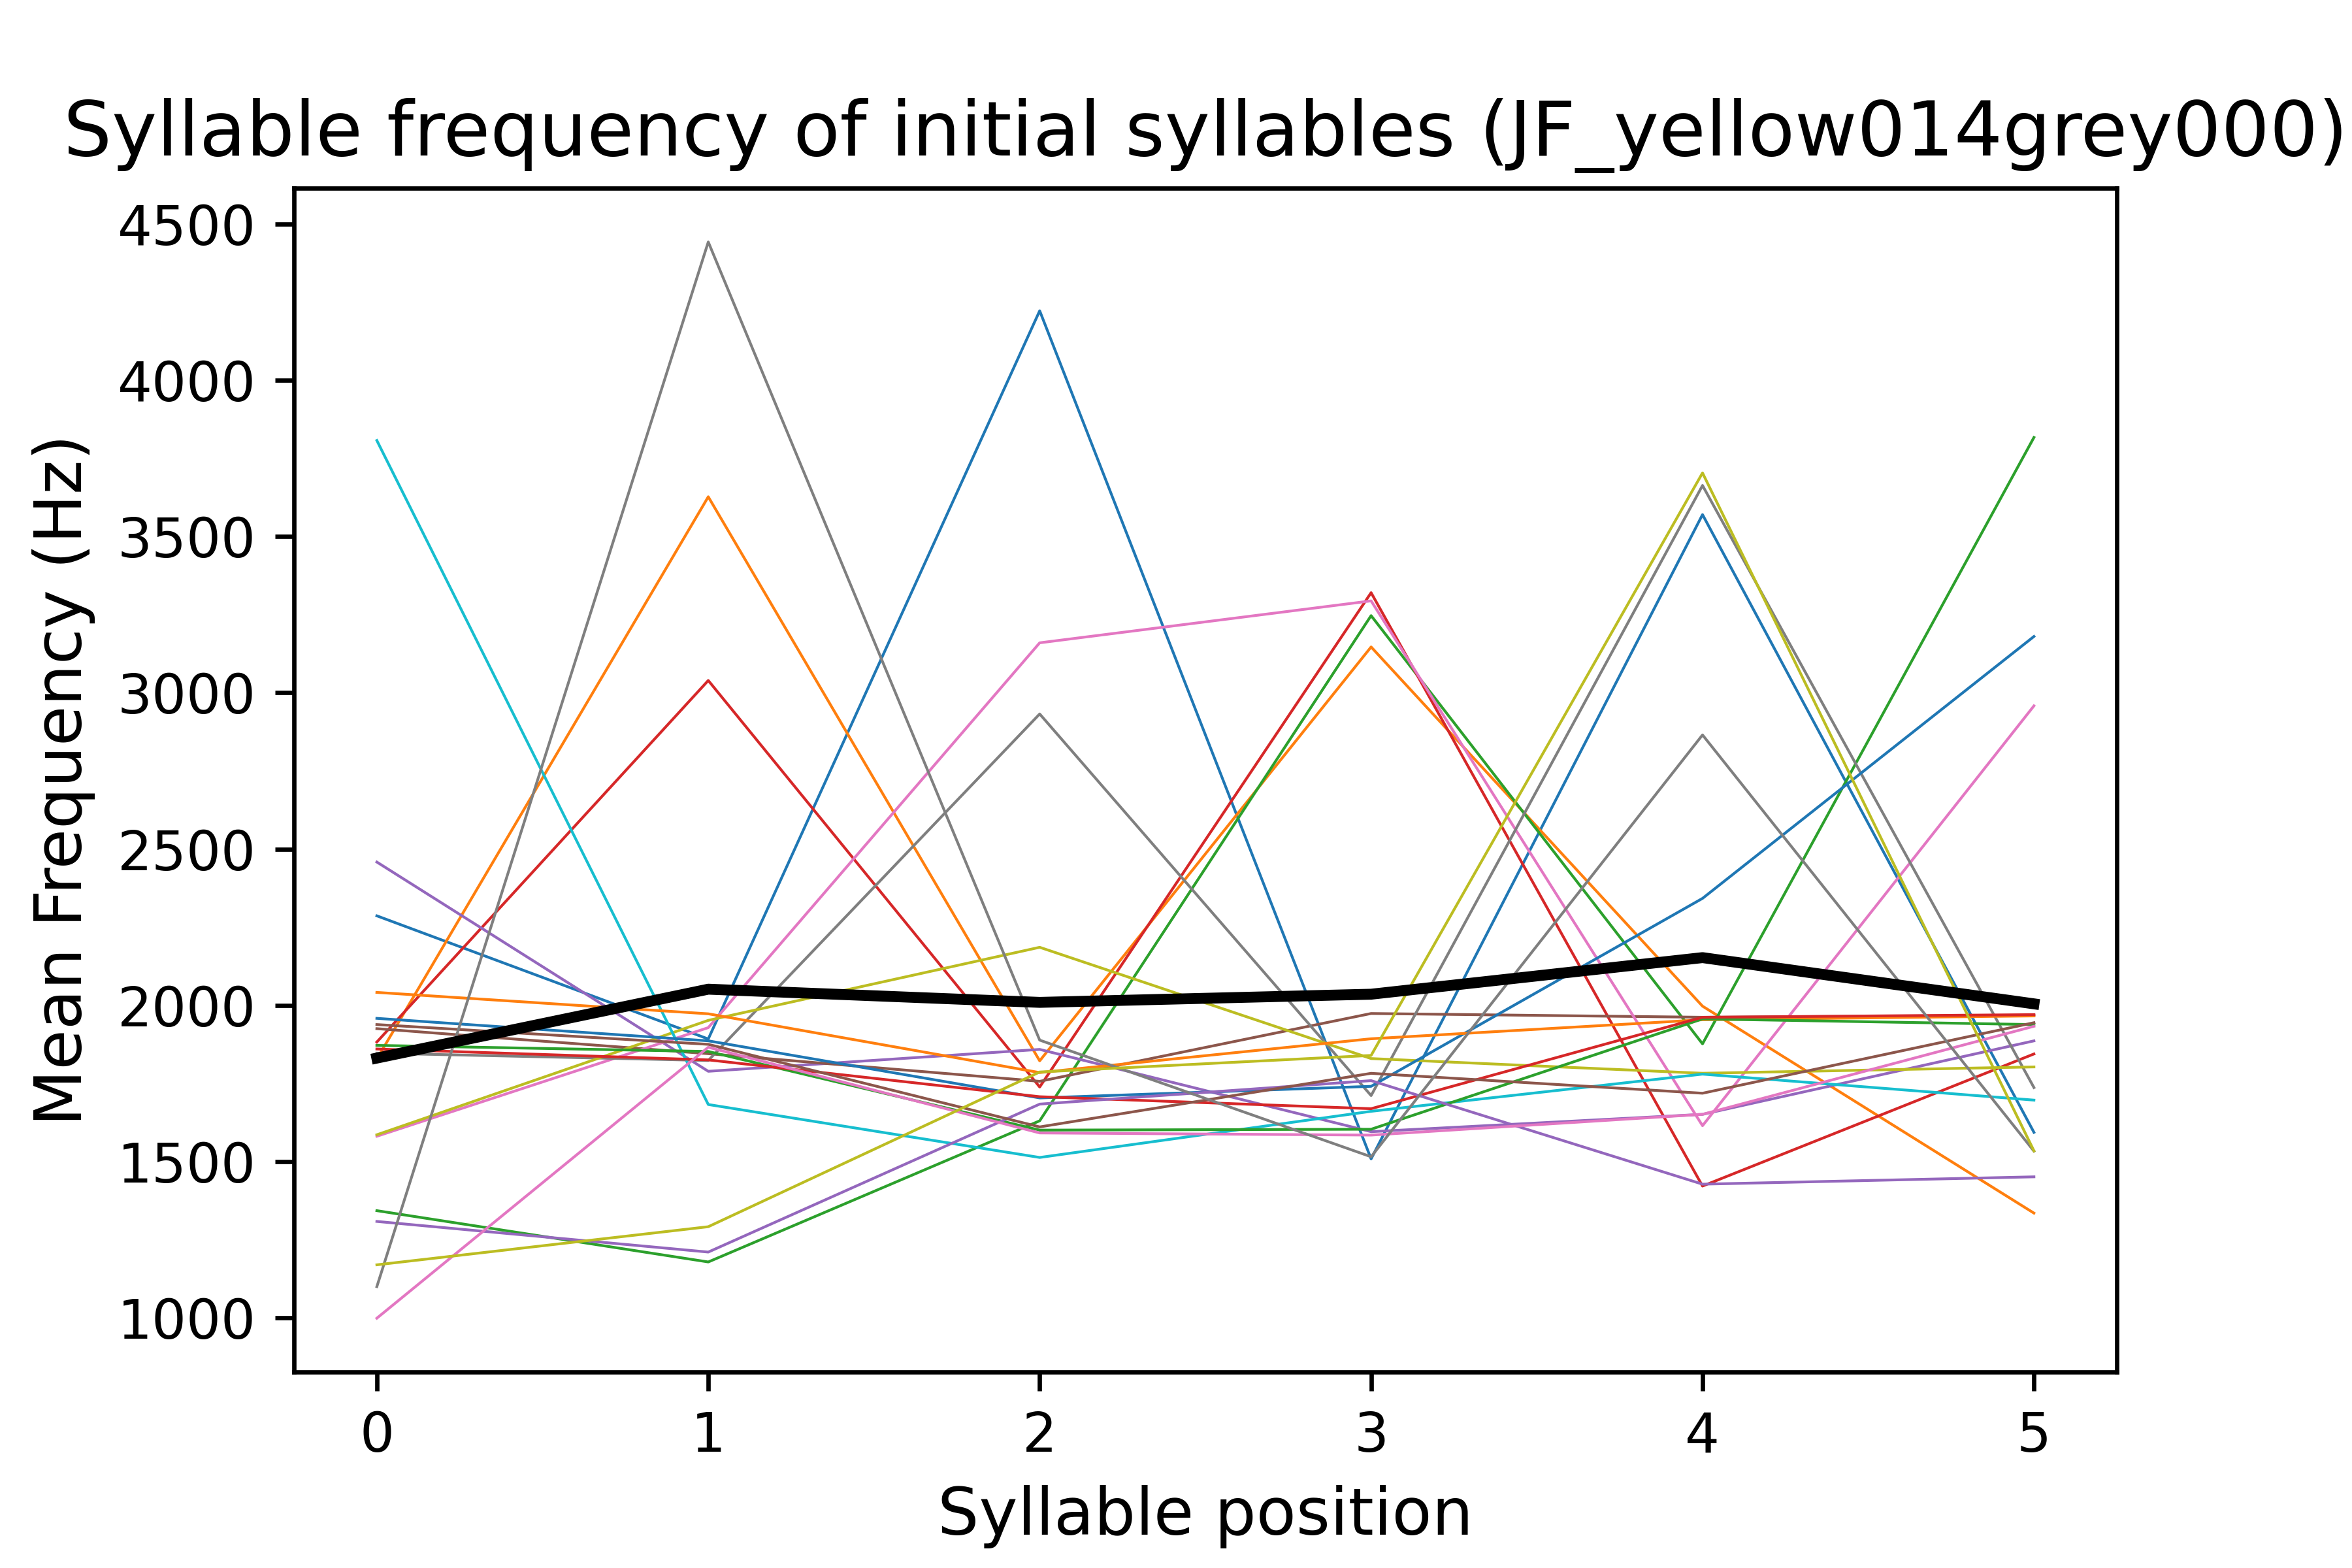 Syllable frequency of initial syllables (JF_yellow014grey000)
Mean Frequency (Hz)
4500
4000
3500
3000
2500
2000
1500
1000
0 1 2 3 4 5
Syllable position